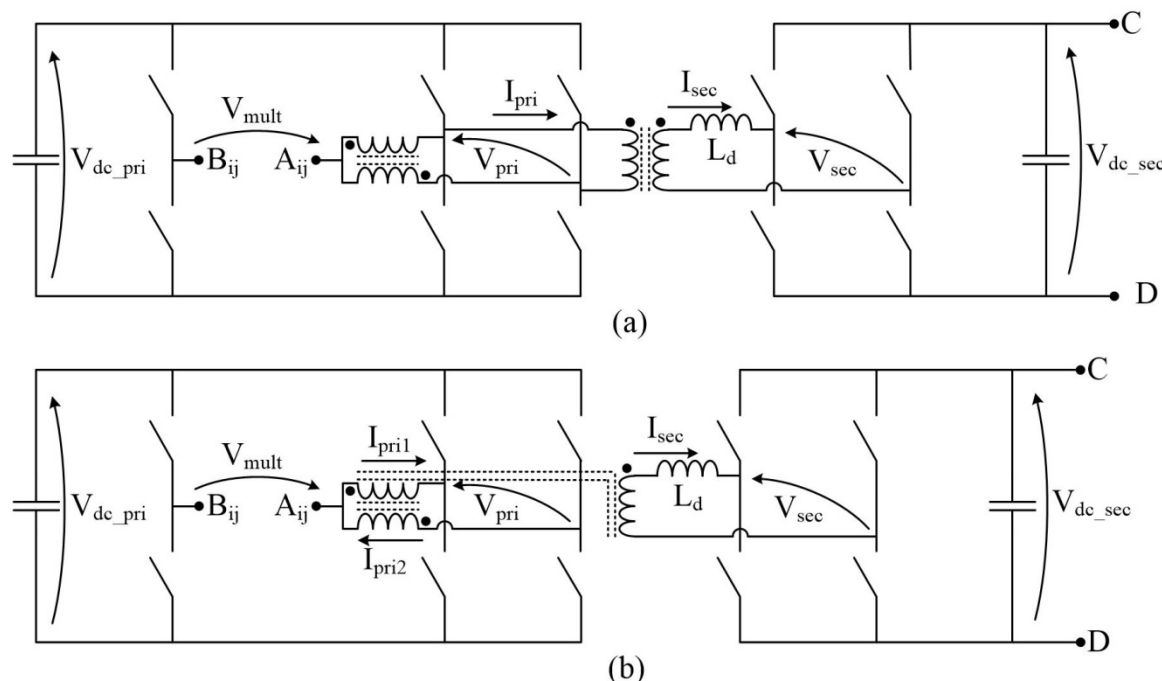 C
I_pri
I_sec
V_mult
V_dc_pri
B_ij
A_ij
V_pri
L_d
V_sec
V_dc_sec
D
(a)
C
I_pri1
I_sec
V_mult
V_dc_pri
B_ij
A_ij
V_pri
L_d
V_sec
V_dc_sec
I_pri2
D
(b)